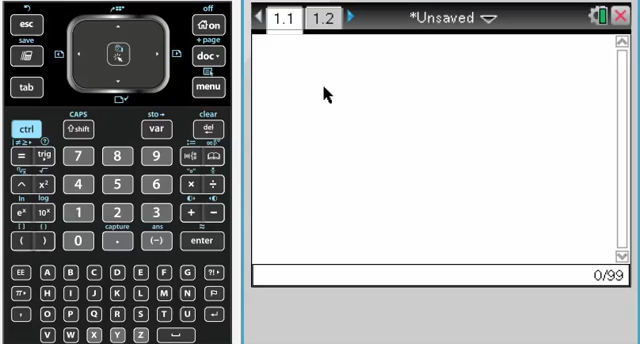 off
esc
on
save
+ page
doc
tab
menu
CAPS
sto→
clear
ctrl
⇧shift
var
del
= trig 7 8 9
^ x² 4 5 6 × ÷
ln log
eˣ 10ˣ 1 2 3 + −
[ ] { } capture ans ≈
( ) 0 . (−) enter
EE A B C D E F G ?!▸
π▸ H I J K L M N
, O P Q R S T U ↵
V W X Y Z
1.1 1.2 *Unsaved
0/99